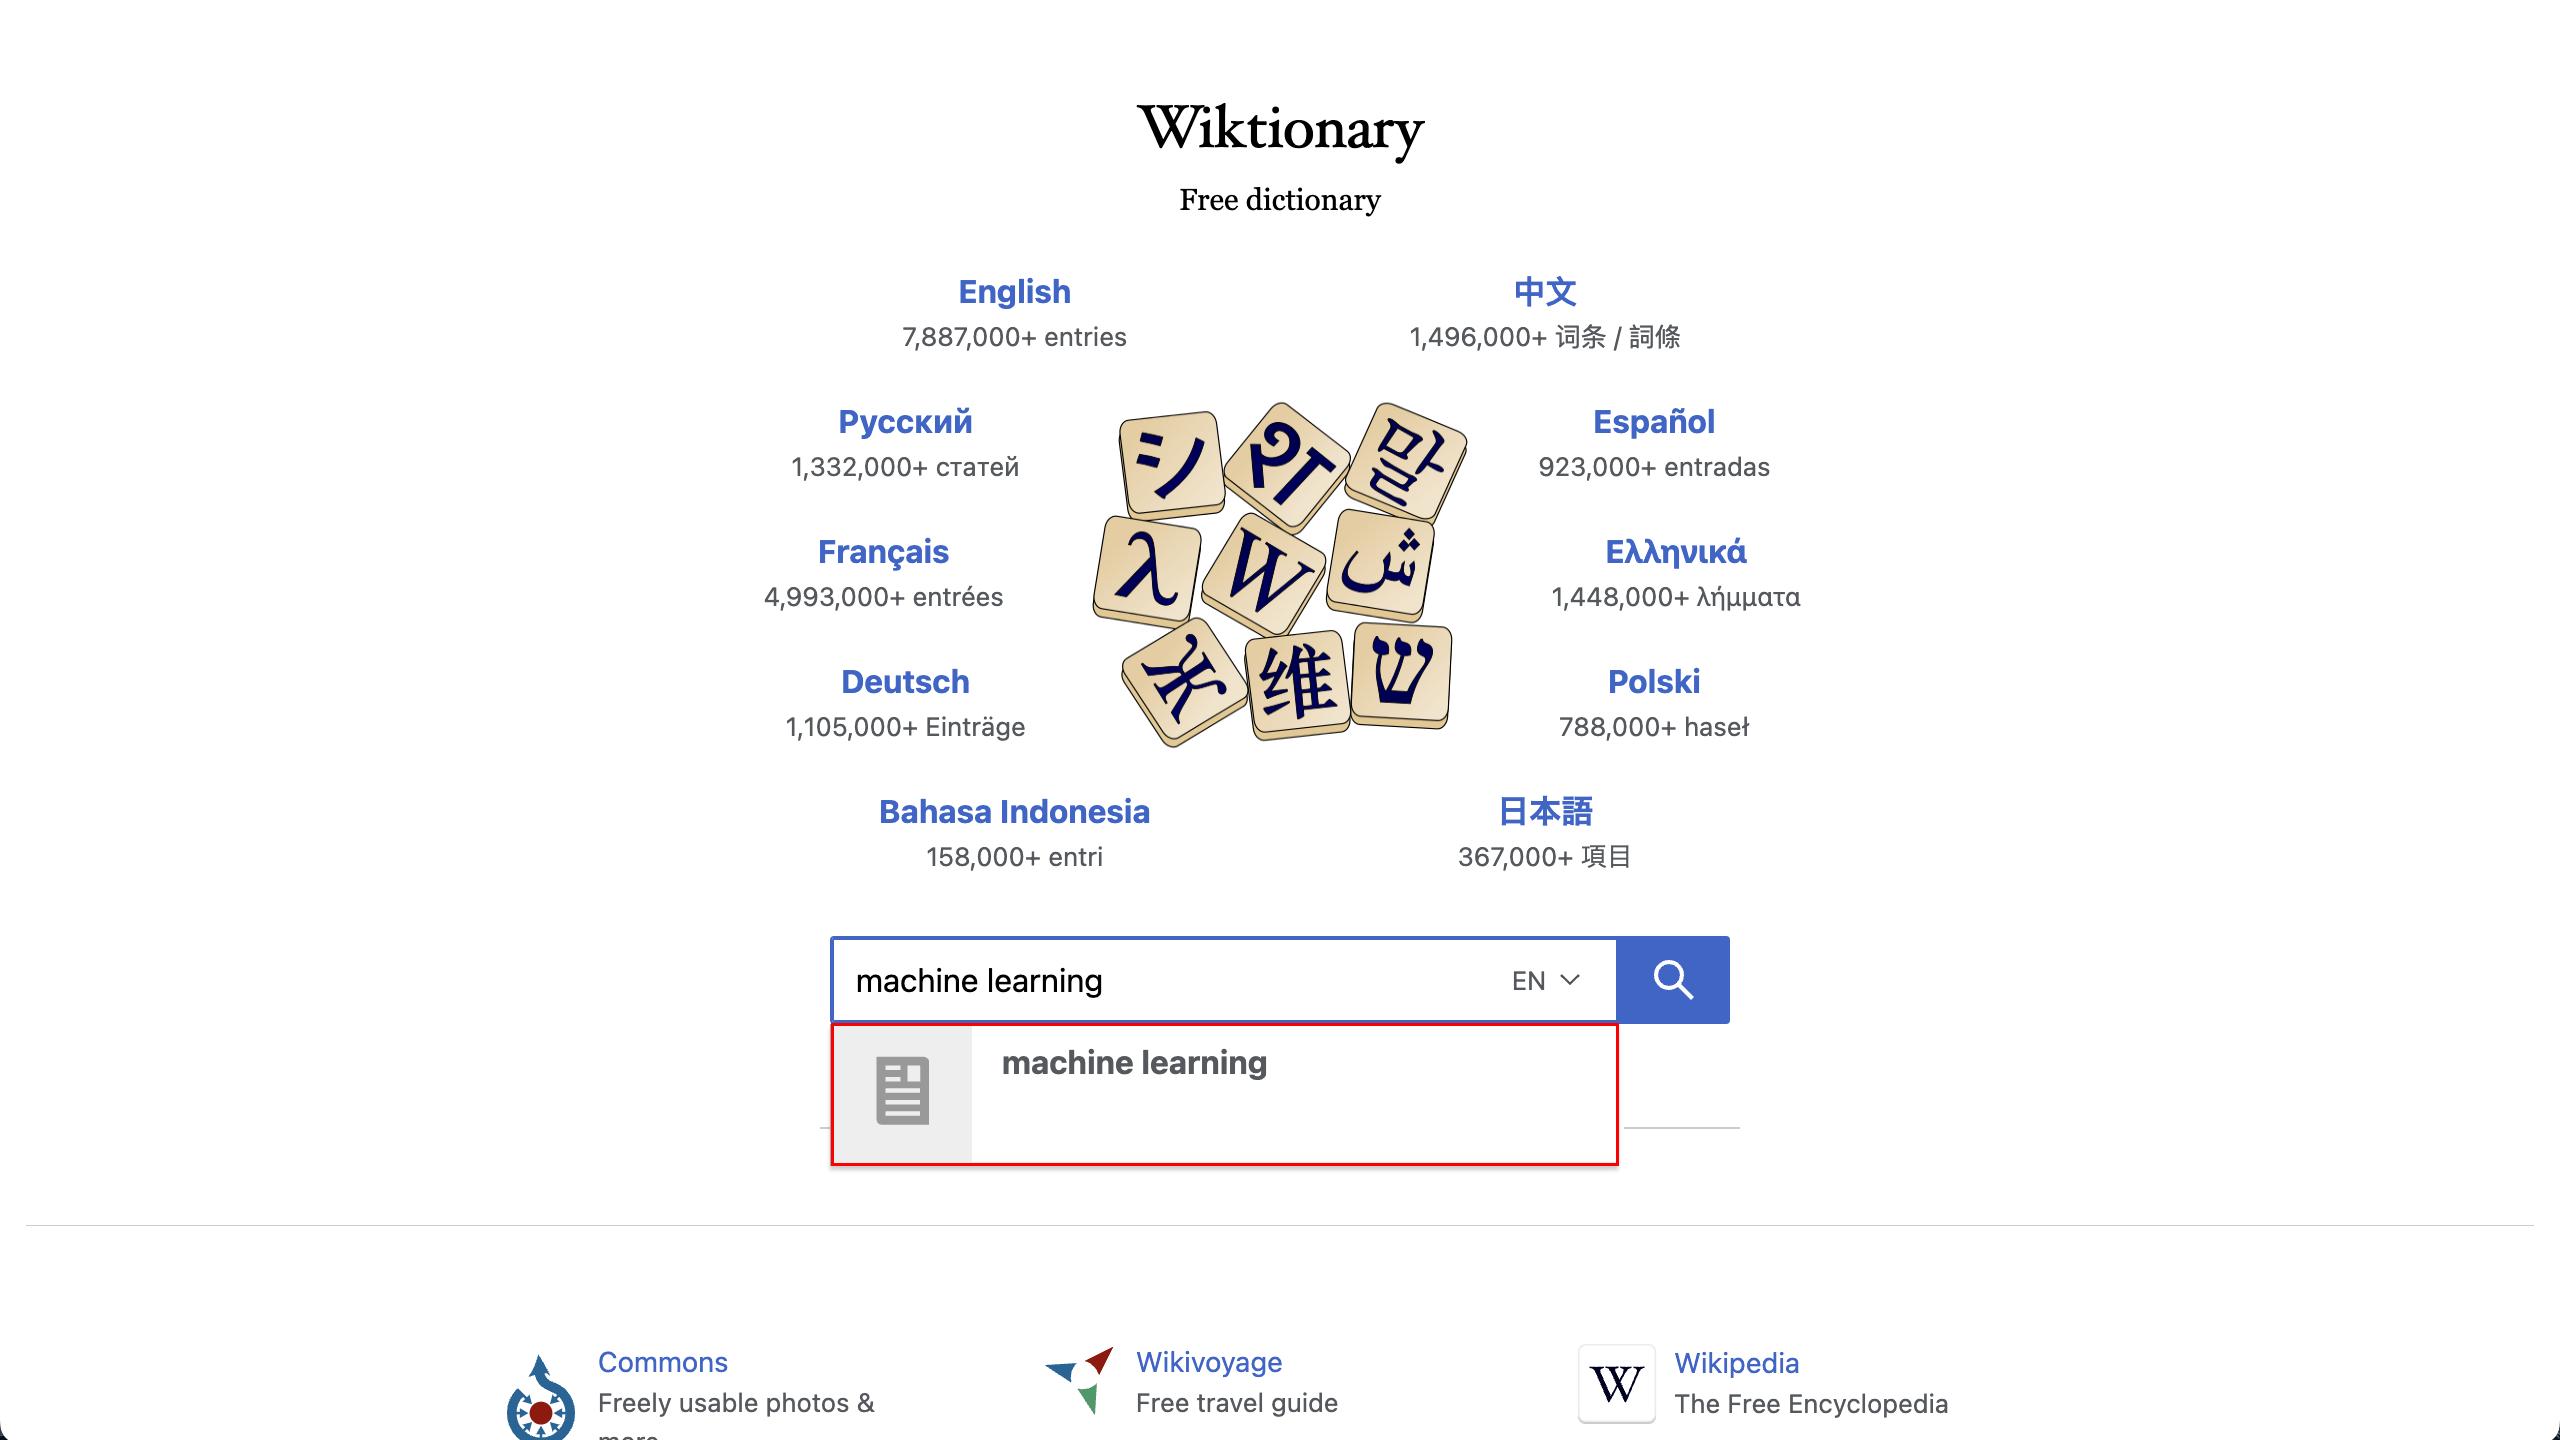 Wiktionary
Free dictionary
English
7,887,000+ entries
中文
1,496,000+ 词条 / 詞條
Русский
1,332,000+ статей
Español
923,000+ entradas
Français
4,993,000+ entrées
Ελληνικά
1,448,000+ λήμματα
Deutsch
1,105,000+ Einträge
Polski
788,000+ haseł
Bahasa Indonesia
158,000+ entri
日本語
367,000+ 項目
シ
शा
말
λ
W
ش
Ж
维
ש
machine learning
EN
machine learning
Commons
Freely usable photos &
Wikivoyage
Free travel guide
W
Wikipedia
The Free Encyclopedia